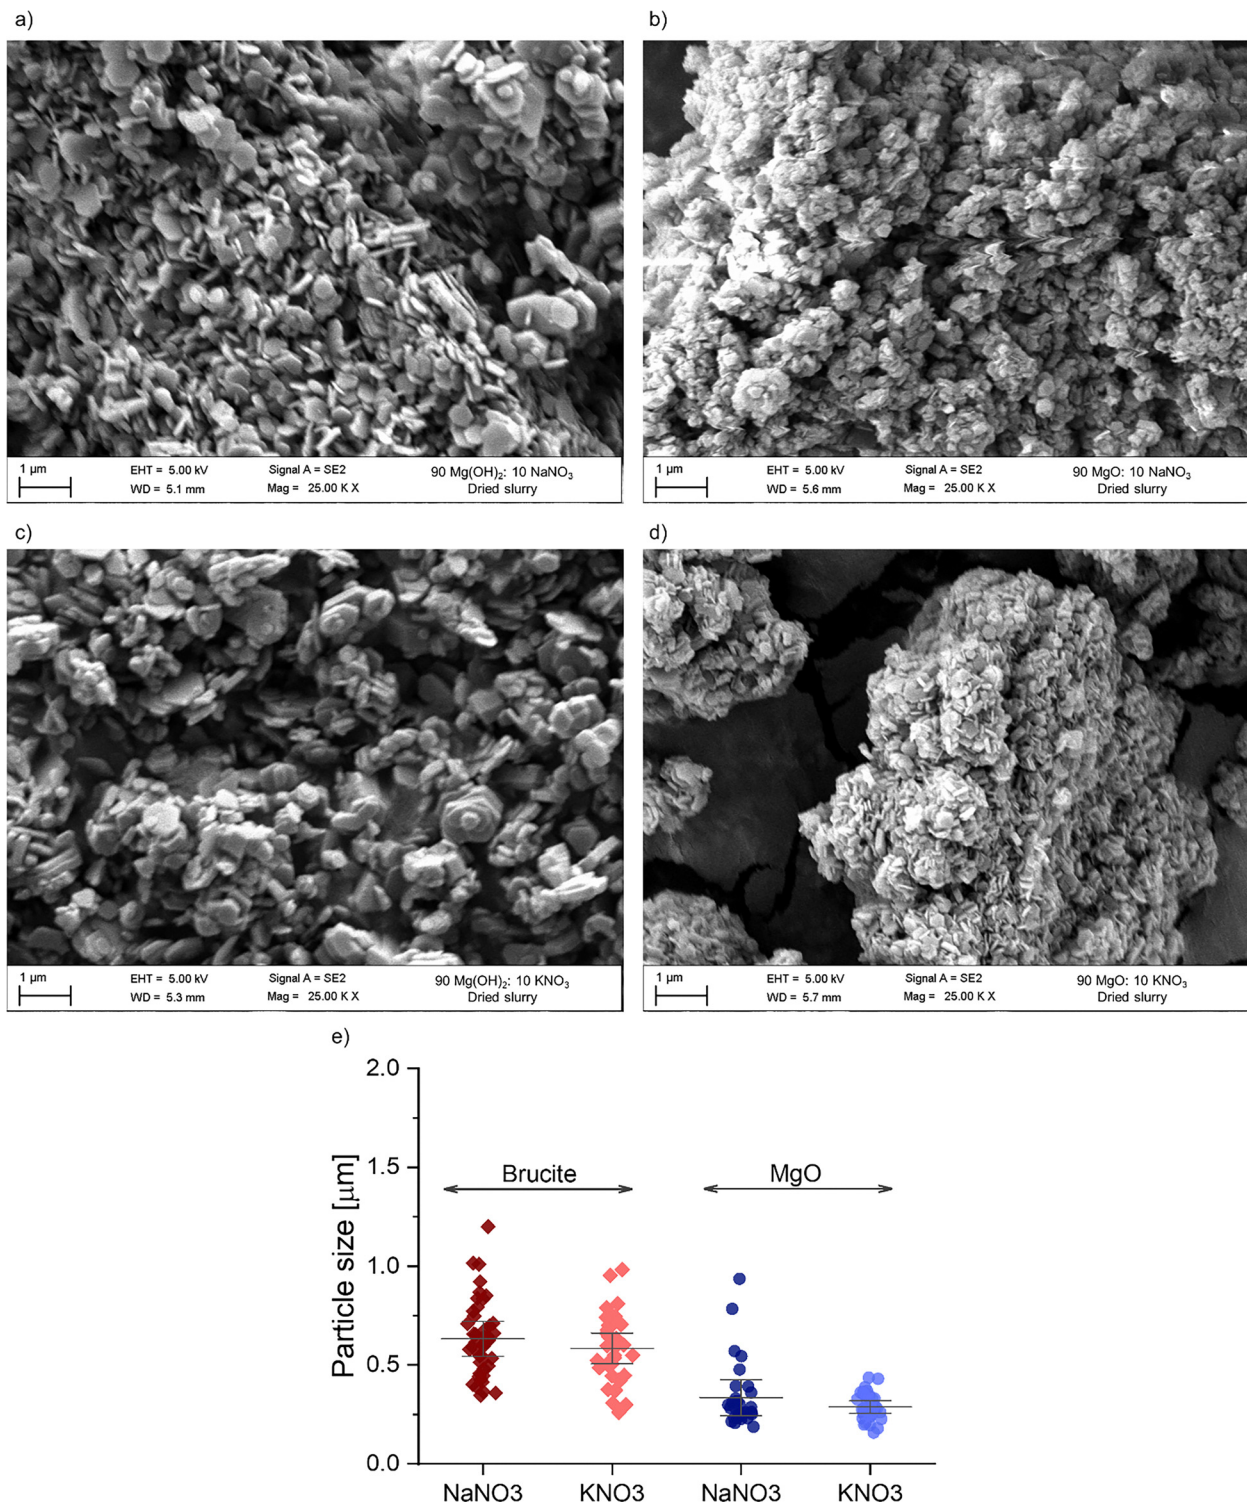 a)
b)
1 µm
EHT = 5.00 kV
Signal A = SE2
90 Mg(OH)₂: 10 NaNO₃
WD = 5.1 mm
Mag = 25.00 K X
Dried slurry
1 µm
EHT = 5.00 kV
Signal A = SE2
90 MgO: 10 NaNO₃
WD = 5.6 mm
Mag = 25.00 K X
Dried slurry
c)
d)
1 µm
EHT = 5.00 kV
Signal A = SE2
90 Mg(OH)₂: 10 KNO₃
WD = 5.3 mm
Mag = 25.00 K X
Dried slurry
1 µm
EHT = 5.00 kV
Signal A = SE2
90 MgO: 10 KNO₃
WD = 5.7 mm
Mag = 25.00 K X
Dried slurry
e)
Particle size [µm]
2.0
1.5
1.0
0.5
0.0
Brucite
MgO
NaNO3
KNO3
NaNO3
KNO3